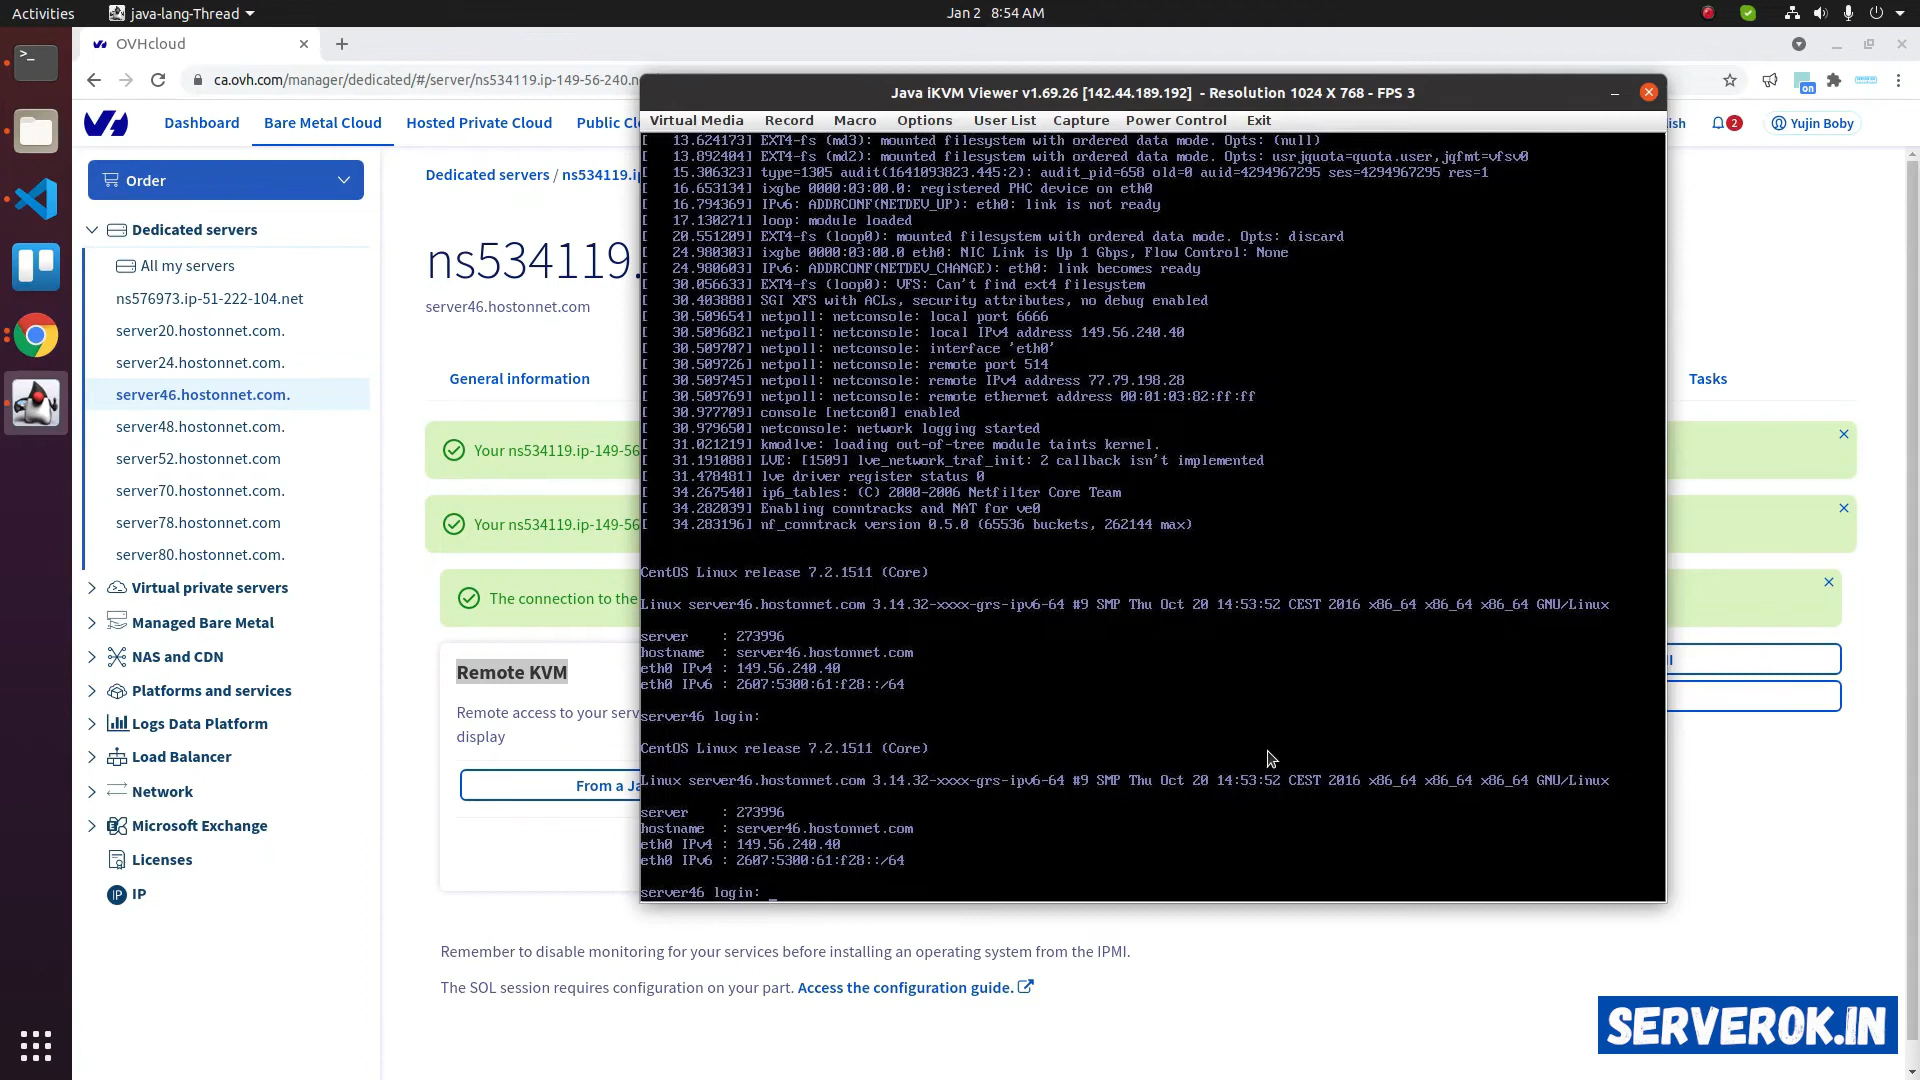 Activities
java-lang-Thread
Jan 2 8:54 AM
OVHcloud
ca.ovh.com/manager/dedicated/#/server/ns534119.ip-149-56-240.n
on
Dashboard
Bare Metal Cloud
Hosted Private Cloud
Public Cl
2
Yujin Boby
Order
Dedicated servers
All my servers
ns576973.ip-51-222-104.net
server20.hostonnet.com.
server24.hostonnet.com.
server46.hostonnet.com.
server48.hostonnet.com.
server52.hostonnet.com
server70.hostonnet.com.
server78.hostonnet.com
server80.hostonnet.com.
Virtual private servers
Managed Bare Metal
NAS and CDN
Platforms and services
Logs Data Platform
Load Balancer
Network
Microsoft Exchange
Licenses
IP
IP
Dedicated servers / ns534119.i
ns534119.
server46.hostonnet.com
General information
Tasks
Your ns534119.ip-149-56
Your ns534119.ip-149-56
The connection to the
Remote KVM
Remote access to your serv
display
From a Ja
Java iKVM Viewer v1.69.26 [142.44.189.192] - Resolution 1024 X 768 - FPS 3
Virtual Media Record Macro Options User List Capture Power Control Exit
[ 13.624173] EXT4-fs (md3): mounted filesystem with ordered data mode. Opts: (null)
[ 13.892404] EXT4-fs (md2): mounted filesystem with ordered data mode. Opts: usrjquota=quota.user,jqfmt=vfsv0
[ 15.306323] type=1305 audit(1641093823.445:2): audit_pid=658 old=0 auid=4294967295 ses=4294967295 res=1
[ 16.653134] ixgbe 0000:03:00.0: registered PHC device on eth0
[ 16.794369] IPv6: ADDRCONF(NETDEV_UP): eth0: link is not ready
[ 17.130271] loop: module loaded
[ 20.551209] EXT4-fs (loop0): mounted filesystem with ordered data mode. Opts: discard
[ 24.980303] ixgbe 0000:03:00.0 eth0: NIC Link is Up 1 Gbps, Flow Control: None
[ 24.980603] IPv6: ADDRCONF(NETDEV_CHANGE): eth0: link becomes ready
[ 30.056633] EXT4-fs (loop0): VFS: Can't find ext4 filesystem
[ 30.403888] SGI XFS with ACLs, security attributes, no debug enabled
[ 30.509654] netpoll: netconsole: local port 6666
[ 30.509682] netpoll: netconsole: local IPv4 address 149.56.240.40
[ 30.509707] netpoll: netconsole: interface 'eth0'
[ 30.509726] netpoll: netconsole: remote port 514
[ 30.509745] netpoll: netconsole: remote IPv4 address 77.79.198.28
[ 30.509769] netpoll: netconsole: remote ethernet address 00:01:03:82:ff:ff
[ 30.977709] console [netcon0] enabled
[ 30.979650] netconsole: network logging started
[ 31.021219] kmodlve: loading out-of-tree module taints kernel.
[ 31.191088] LVE: [1509] lve_network_traf_init: 2 callback isn't implemented
[ 31.478481] lve driver register status 0
[ 34.267540] ip6_tables: (C) 2000-2006 Netfilter Core Team
[ 34.282039] Enabling conntracks and NAT for ve0
[ 34.283196] nf_conntrack version 0.5.0 (65536 buckets, 262144 max)
CentOS Linux release 7.2.1511 (Core)
Linux server46.hostonnet.com 3.14.32-xxxx-grs-ipv6-64 #9 SMP Thu Oct 20 14:53:52 CEST 2016 x86_64 x86_64 x86_64 GNU/Linux
server : 273996
hostname : server46.hostonnet.com
eth0 IPv4 : 149.56.240.40
eth0 IPv6 : 2607:5300:61:f28::/64
server46 login:
CentOS Linux release 7.2.1511 (Core)
Linux server46.hostonnet.com 3.14.32-xxxx-grs-ipv6-64 #9 SMP Thu Oct 20 14:53:52 CEST 2016 x86_64 x86_64 x86_64 GNU/Linux
server : 273996
hostname : server46.hostonnet.com
eth0 IPv4 : 149.56.240.40
eth0 IPv6 : 2607:5300:61:f28::/64
server46 login: _
Remember to disable monitoring for your services before installing an operating system from the IPMI.
The SOL session requires configuration on your part. Access the configuration guide.
SERVEROK.IN